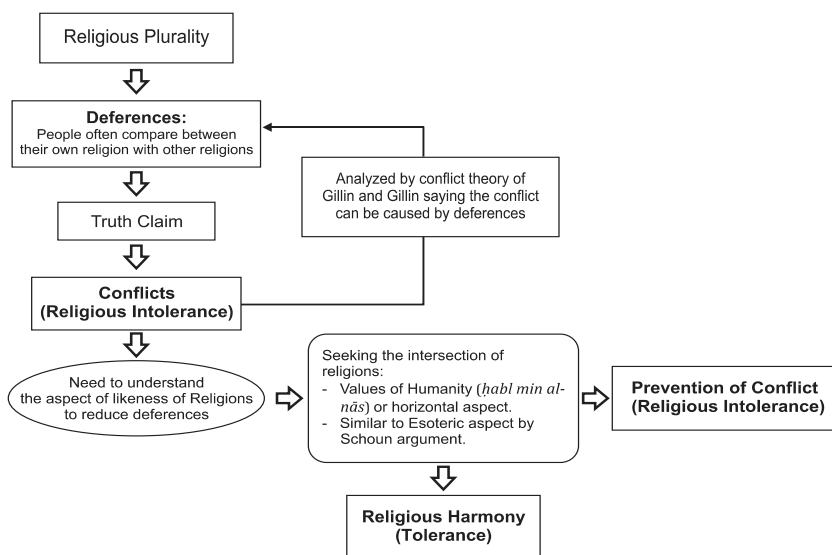 Religious Plurality
Deferences:
People often compare between
their own religion with other religions
Analyzed by conflict theory of
Gillin and Gillin saying the conflict
can be caused by deferences
Truth Claim
Conflicts
(Religious Intolerance)
Need to understand
the aspect of likeness of Religions
to reduce deferences
Seeking the intersection of
religions:
- Values of Humanity (ḥabl min al-
nās) or horizontal aspect.
- Similar to Esoteric aspect by
Schoun argument.
Prevention of Conflict
(Religious Intolerance)
Religious Harmony
(Tolerance)